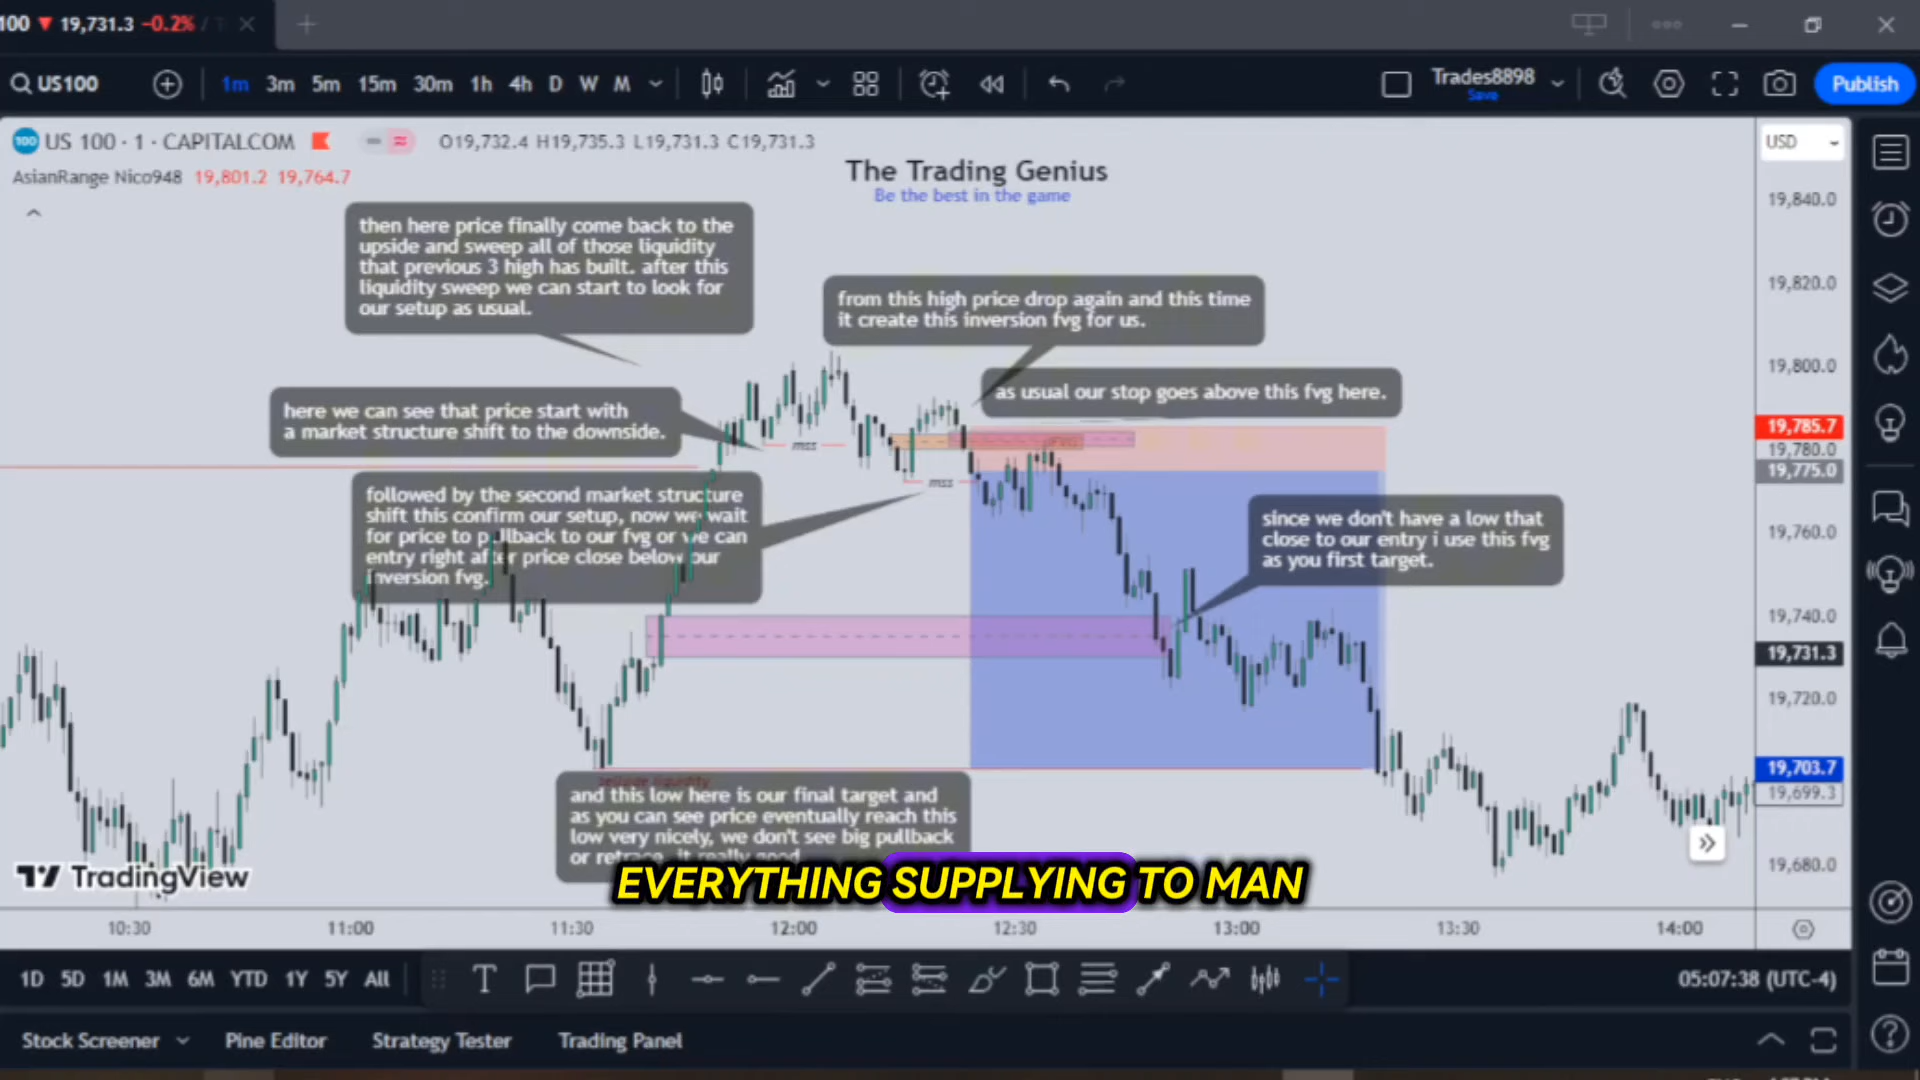 100 19,731.3 −0.2% /
US100 1m 3m 5m 15m 30m 1h 4h D W M Trades8898 Publish
Save
US 100 · 1 · CAPITALCOM O19,732.4 H19,735.3 L19,731.3 C19,731.3 USD
AsianRange Nico948 19,801.2 19,764.7
The Trading Genius
Be the best in the game
then here price finally come back to the
upside and sweep all of those liquidity
that previous 3 high has built. after this
liquidity sweep we can start to look for
our setup as usual.
from this high price drop again and this time
it create this inversion fvg for us.
as usual our stop goes above this fvg here.
here we can see that price start with
a market structure shift to the downside.
mss
mss
followed by the second market structure
shift this confirm our setup, now we wait
for price to pullback to our fvg or we can
entry right after price close below our
inversion fvg.
since we don't have a low that
close to our entry i use this fvg
as you first target.
sellside liquidity
and this low here is our final target and
as you can see price eventually reach this
low very nicely, we don't see big pullback
or retrace, it really good
EVERYTHING SUPPLYING TO MAN
19,840.0
19,820.0
19,800.0
19,785.7
19,780.0
19,775.0
19,760.0
19,740.0
19,731.3
19,720.0
19,703.7
19,699.3
19,680.0
TradingView
10:30 11:00 11:30 12:00 12:30 13:00 13:30 14:00
1D 5D 1M 3M 6M YTD 1Y 5Y All 05:07:38 (UTC-4)
Stock Screener Pine Editor Strategy Tester Trading Panel